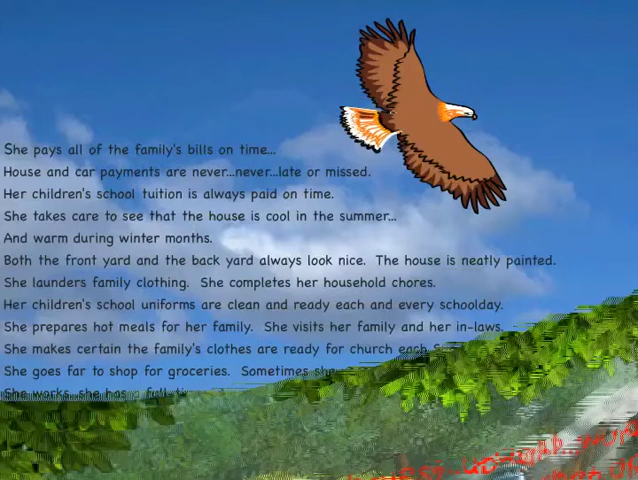 She pays all of the family's bills on time...
House and car payments are never...never...late or missed.
Her children's school tuition is always paid on time.
She takes care to see that the house is cool in the summer...
And warm during winter months.
Both the front yard and the back yard always look nice.  The house is neatly painted.
She launders family clothing.  She completes her household chores.
Her children's school uniforms are clean and ready each and every schoolday.
She prepares hot meals for her family.  She visits her family and her in-laws.
She makes certain the family's clothes are ready for church each
She goes far to shop for groceries.  Sometimes she
She works, she has a